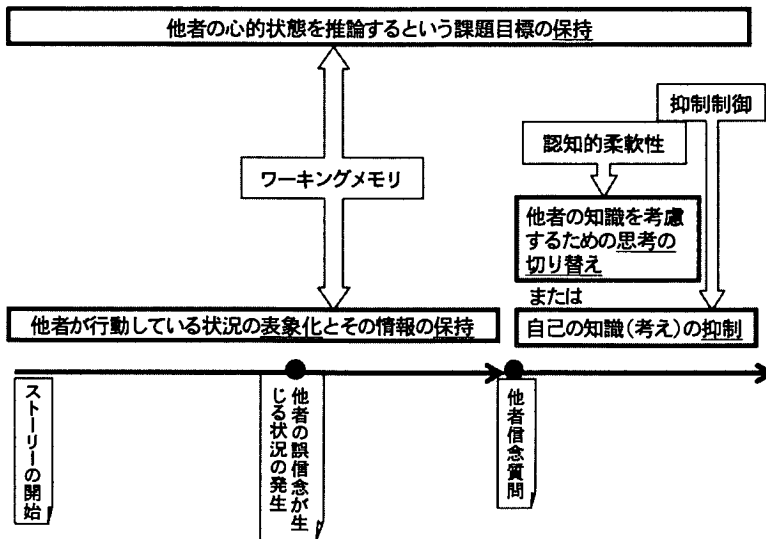 他者の心的状態を推論するという課題目標の保持
抑制制御
認知的柔軟性
ワーキングメモリ
他者の知識を考慮
するための思考の
切り替え
または
他者が行動している状況の表象化とその情報の保持
自己の知識(考え)の抑制
ストーリーの開始
他者の誤信念が生
じる状況の発生
他者信念質問